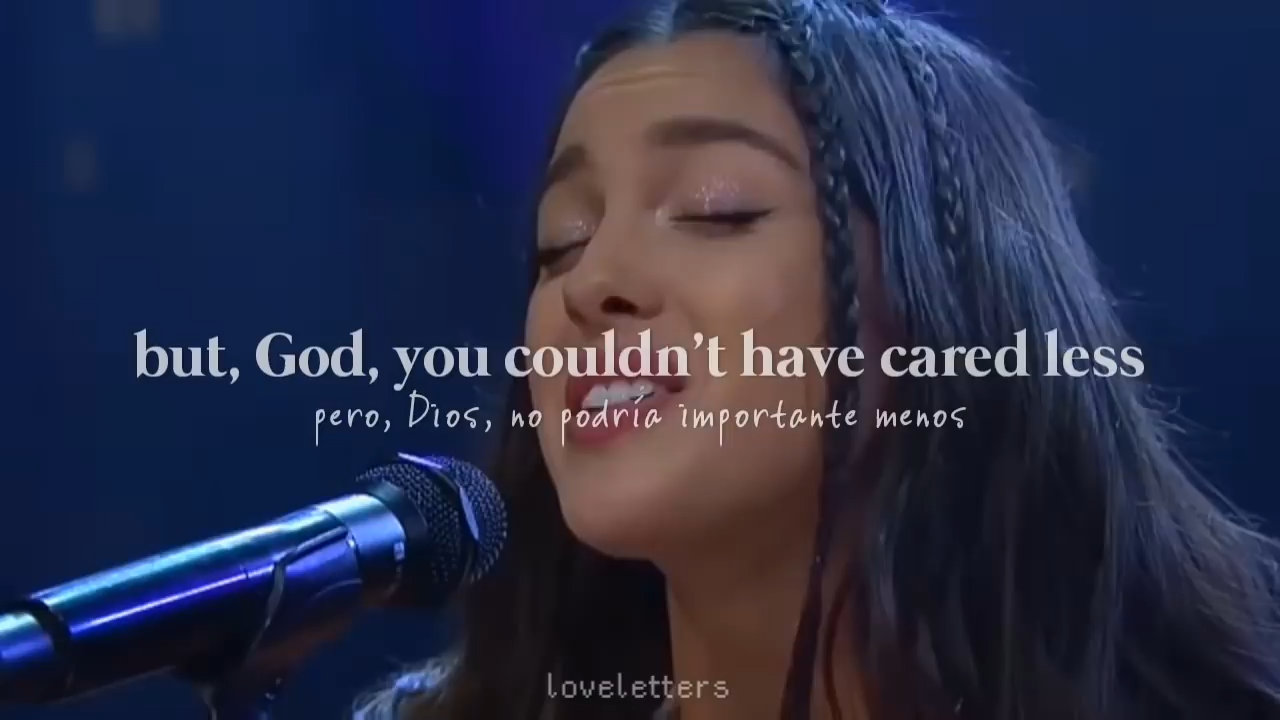 but, God, you couldn't have cared less
pero, Dios, no podría importante menos
loveletters